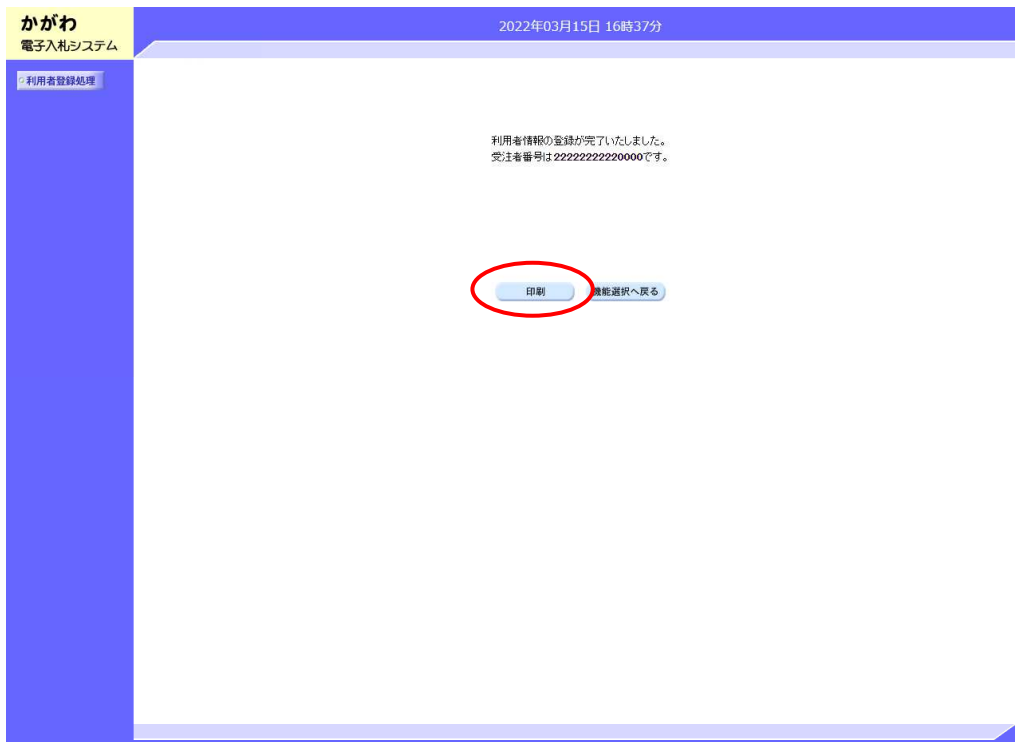 かがわ
電子入札システム
2022年03月15日 16時37分
利用者登録処理
利用者情報の登録が完了いたしました。
受注者番号は22222222220000です。
印刷
機能選択へ戻る